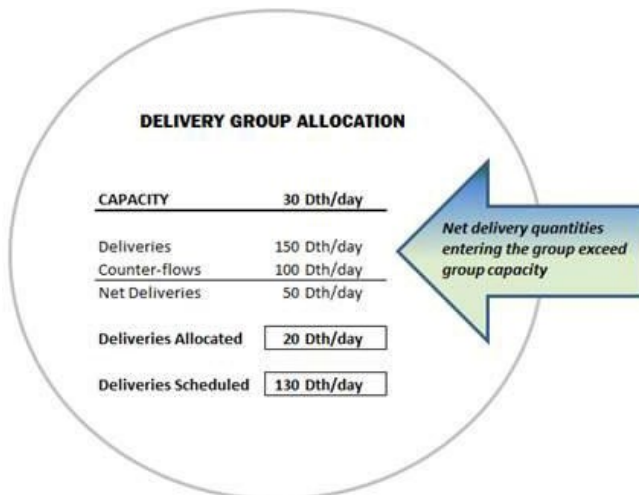 DELIVERY GROUP ALLOCATION
CAPACITY 30 Dth/day
Deliveries 150 Dth/day
Counter-flows 100 Dth/day
Net Deliveries 50 Dth/day
Deliveries Allocated 20 Dth/day
Deliveries Scheduled 130 Dth/day
Net delivery quantities
entering the group exceed
group capacity